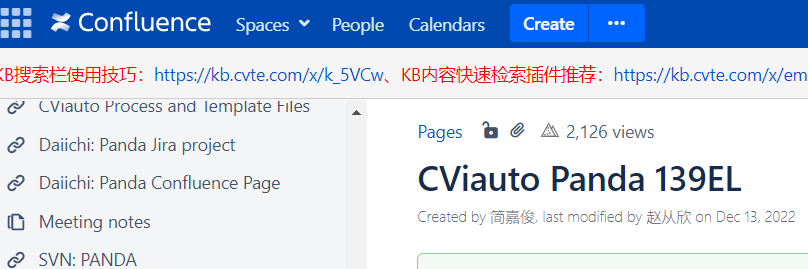 Confluence Spaces People Calendars Create
KB搜索栏使用技巧：https://kb.cvte.com/x/k_5VCw、KB内容快速检索插件推荐：https://kb.cvte.com/x/em
CViauto Process and Template Files
Daiichi: Panda Jira project
Daiichi: Panda Confluence Page
Meeting notes
SVN: PANDA
Pages 2,126 views
CViauto Panda 139EL
Created by 简嘉俊, last modified by 赵从欣 on Dec 13, 2022